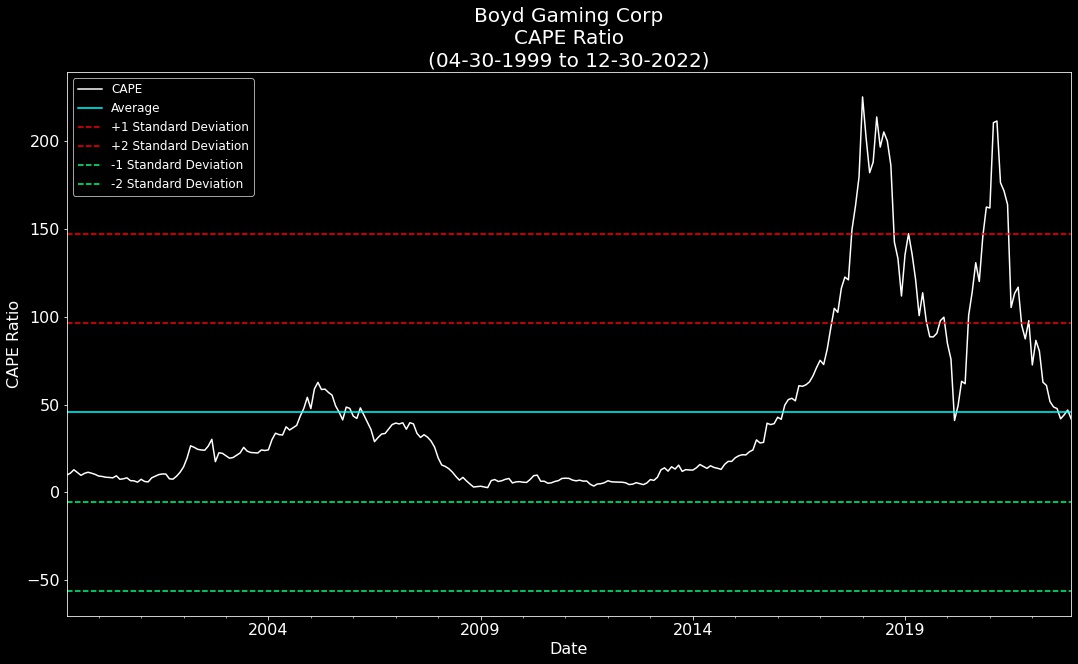 Boyd Gaming Corp
CAPE Ratio
(04-30-1999 to 12-30-2022)
CAPE
Average
+1 Standard Deviation
+2 Standard Deviation
-1 Standard Deviation
-2 Standard Deviation
CAPE Ratio
200
150
100
50
0
−50
2004
2009
2014
2019
Date